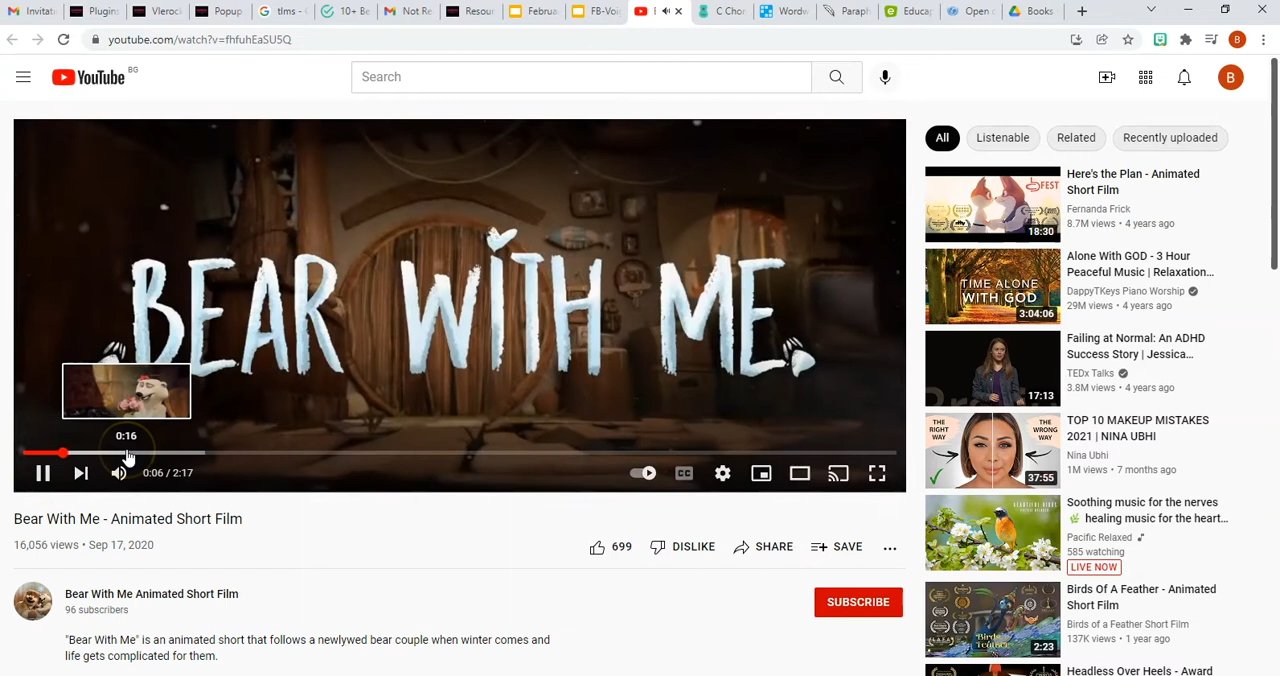 Invitati
Plugins
Vlerock
Popup
tlms - G
10+ Be
Not Re
Resour
Februa
FB-Voic
C Chor
Wordw
Paraph
Educap
Open c
Books
youtube.com/watch?v=fhfuhEaSU5Q
B
YouTube BG
Search
B
BEAR WITH ME
0:16
0:06 / 2:17
CC
Bear With Me - Animated Short Film
16,056 views • Sep 17, 2020
699
DISLIKE
SHARE
SAVE
Bear With Me Animated Short Film
96 subscribers
SUBSCRIBE
"Bear With Me" is an animated short that follows a newlywed bear couple when winter comes and
life gets complicated for them.
All
Listenable
Related
Recently uploaded
FEST
18:30
Here's the Plan - Animated
Short Film
Fernanda Frick
8.7M views • 4 years ago
TIME ALONE
WITH GOD
3:04:06
Alone With GOD - 3 Hour
Peaceful Music | Relaxation...
DappyTKeys Piano Worship
29M views • 4 years ago
17:13
Failing at Normal: An ADHD
Success Story | Jessica...
TEDx Talks
3.8M views • 4 years ago
THE
RIGHT
WAY
THE
WRONG
WAY
37:55
TOP 10 MAKEUP MISTAKES
2021 | NINA UBHI
Nina Ubhi
1M views • 7 months ago
Soothing music for the nerves
🌿 healing music for the heart...
Pacific Relaxed
585 watching
LIVE NOW
2:23
Birds Of A Feather - Animated
Short Film
Birds of a Feather Short Film
137K views • 1 year ago
Headless Over Heels - Award